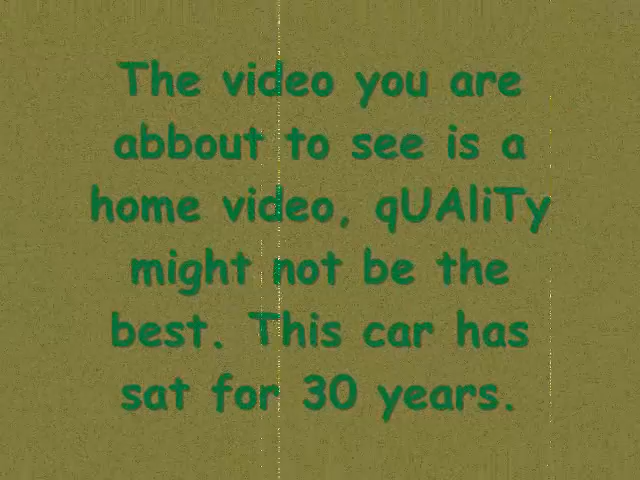 The video you are
abbout to see is a
home video, qUAliTy
might not be the
best. This car has
sat for 30 years.